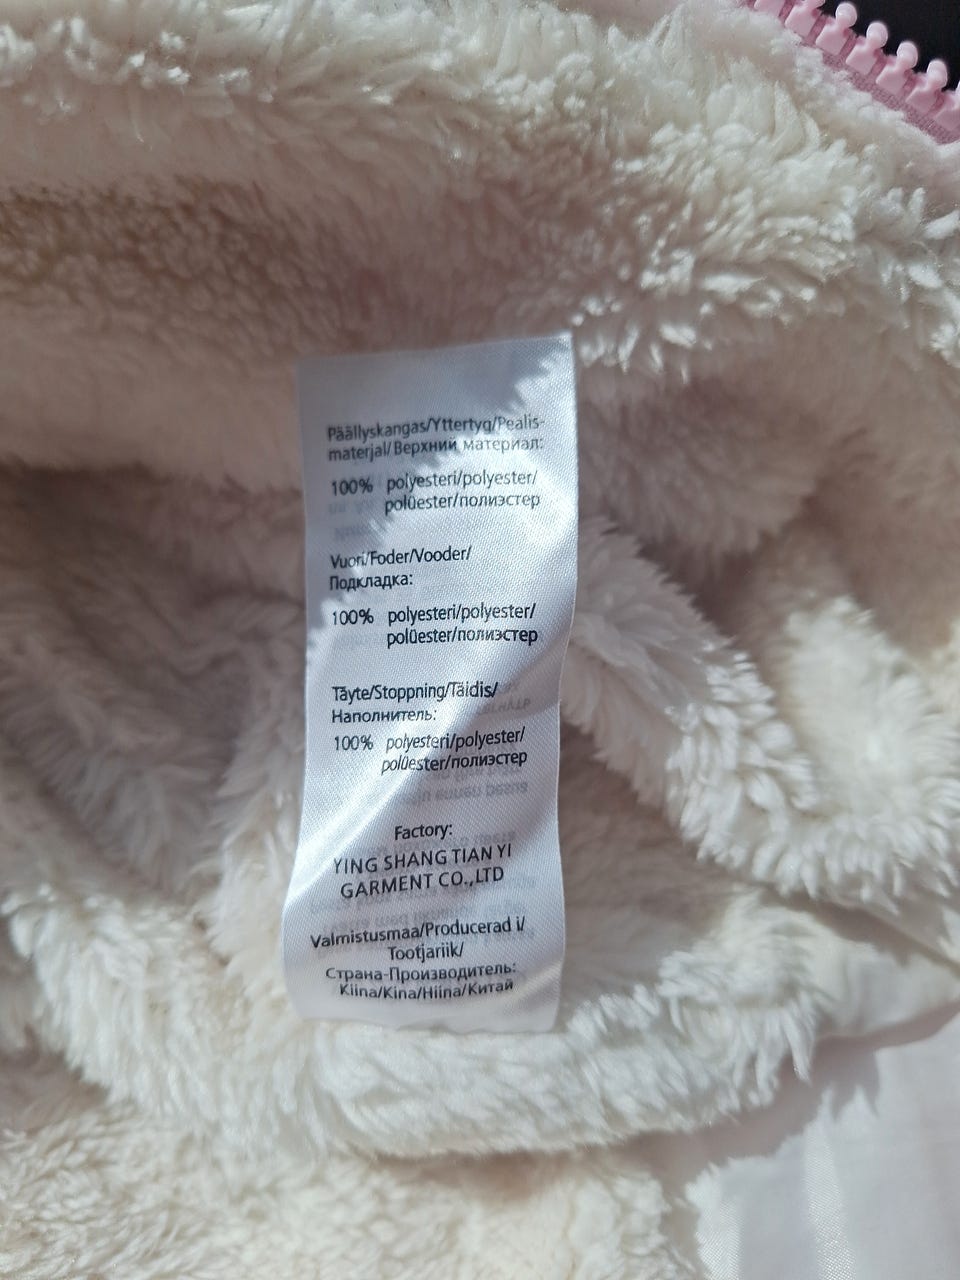 Päällyskangas/Yttertyg/Pealis-
materjal/Верхний материал:
100% polyesteri/polyester/
polüester/полиэстер
Vuori/Foder/Vooder/
Подкладка:
100% polyesteri/polyester/
polüester/полиэстер
Täyte/Stoppning/Täidis/
Наполнитель:
100% polyesteri/polyester/
polüester/полиэстер
Factory:
YING SHANG TIAN YI
GARMENT CO.,LTD
Valmistusmaa/Producerad i/
Tootjariik/
Страна-Производитель:
Kiina/Kina/Hiina/Китай